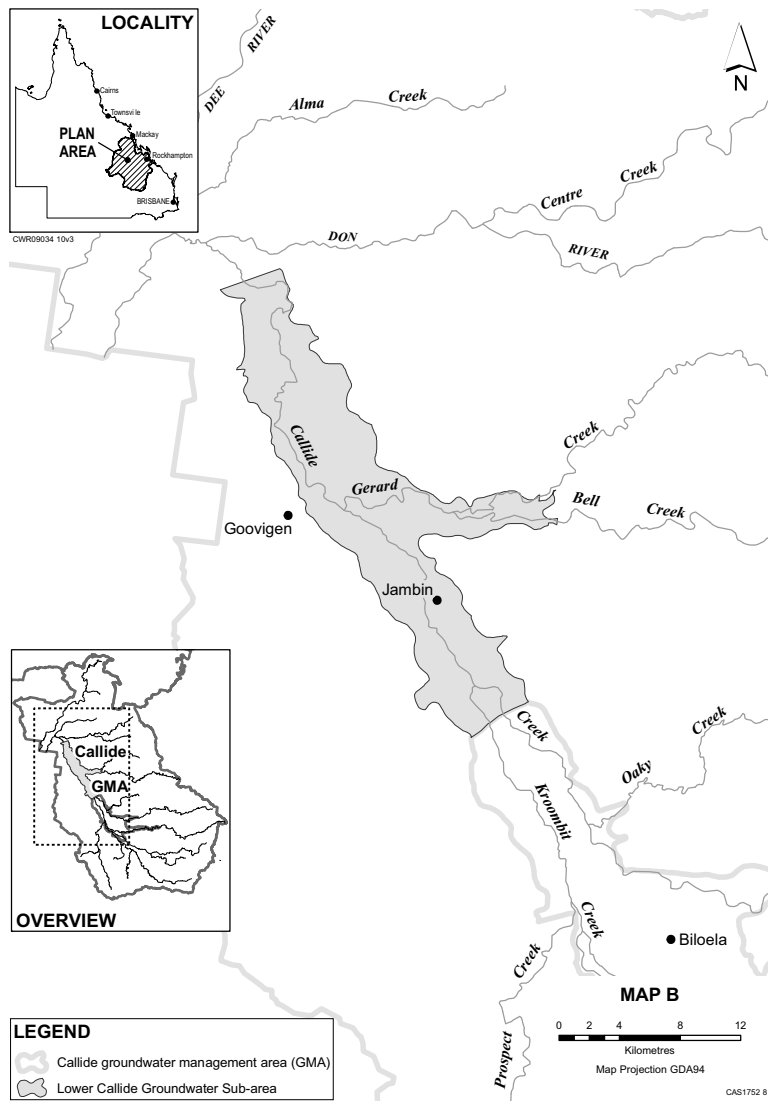 LOCALITY
Cairns
Townsville
Mackay
PLAN
AREA
Rockhampton
BRISBANE
CWR09034 10v3
DEE RIVER
Alma Creek
Centre Creek
DON RIVER
N
Callide
Gerard
Creek
Bell Creek
Goovigen
Jambin
Creek
Oaky Creek
Kroombit
Creek
Biloela
Prospect Creek
Callide
GMA
OVERVIEW
LEGEND
Callide groundwater management area (GMA)
Lower Callide Groundwater Sub-area
MAP B
0 2 4 8 12
Kilometres
Map Projection GDA94
CAS1752 8